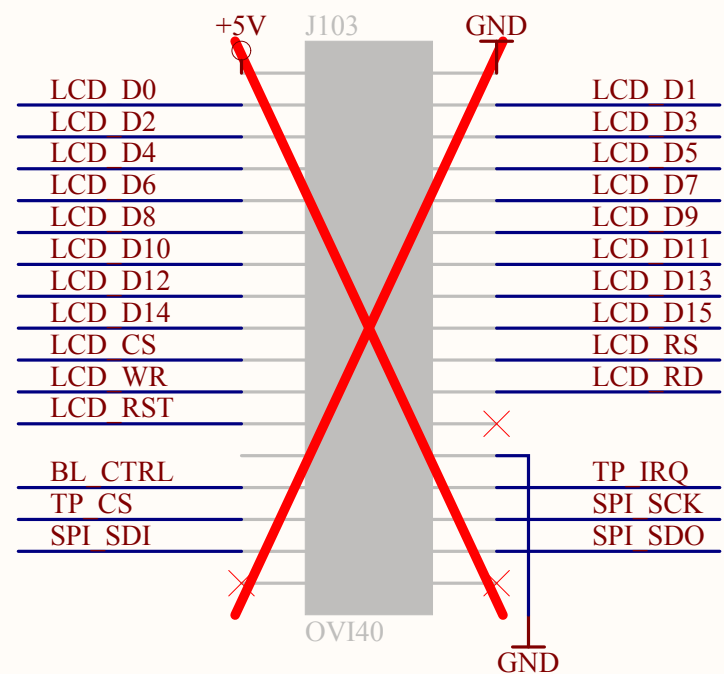 +5V J103 GND
LCD_D0 LCD_D1
LCD_D2 LCD_D3
LCD_D4 LCD_D5
LCD_D6 LCD_D7
LCD_D8 LCD_D9
LCD_D10 LCD_D11
LCD_D12 LCD_D13
LCD_D14 LCD_D15
LCD_CS LCD_RS
LCD_WR LCD_RD
LCD_RST
BL_CTRL TP_IRQ
TP_CS SPI_SCK
SPI_SDI SPI_SDO
OVI40
GND